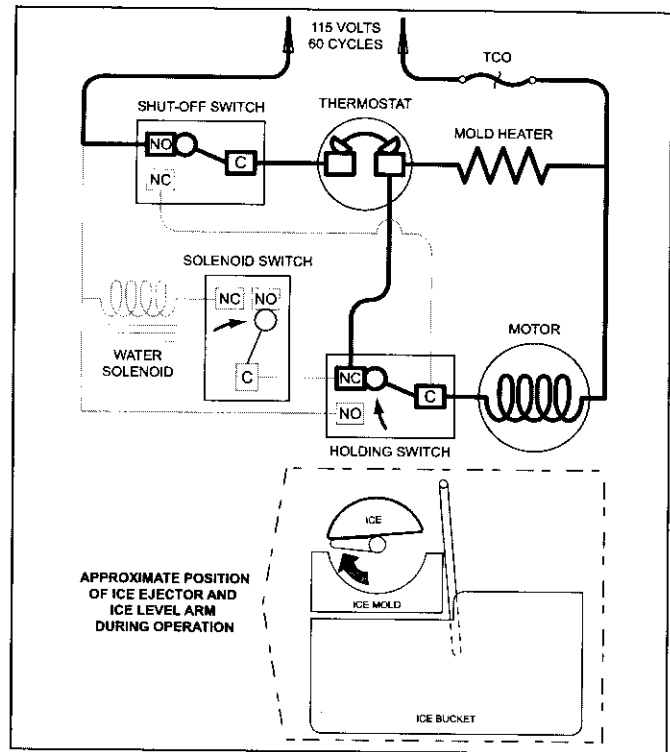 115 VOLTS
60 CYCLES
TCO
SHUT-OFF SWITCH
THERMOSTAT
MOLD HEATER
NO
C
NC
SOLENOID SWITCH
NC
NO
MOTOR
WATER
SOLENOID
C
NC
C
NO
HOLDING SWITCH
ICE
APPROXIMATE POSITION
OF ICE EJECTOR AND
ICE LEVEL ARM
DURING OPERATION
ICE MOLD
ICE BUCKET